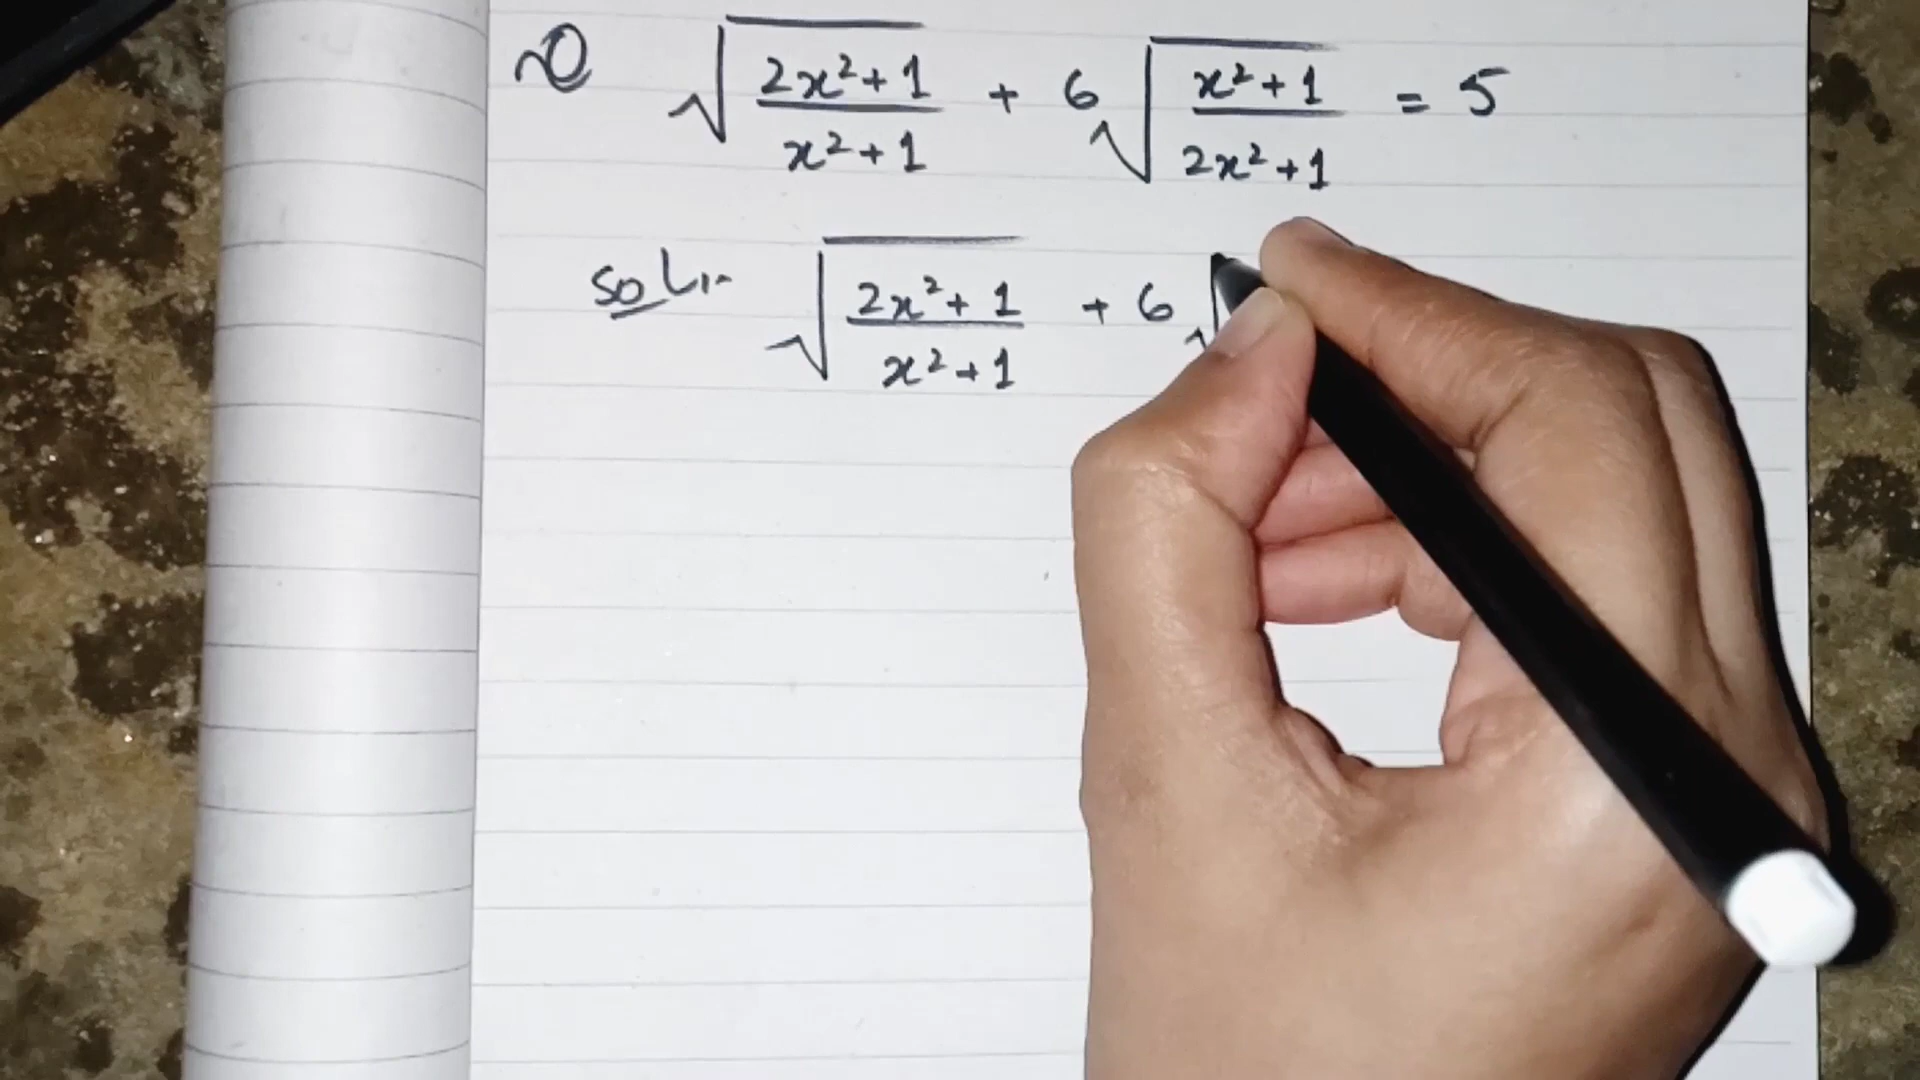 Q √(2x²+1/x²+1) + 6√(x²+1/2x²+1) = 5
Soln √(2x²+1/x²+1) + 6√